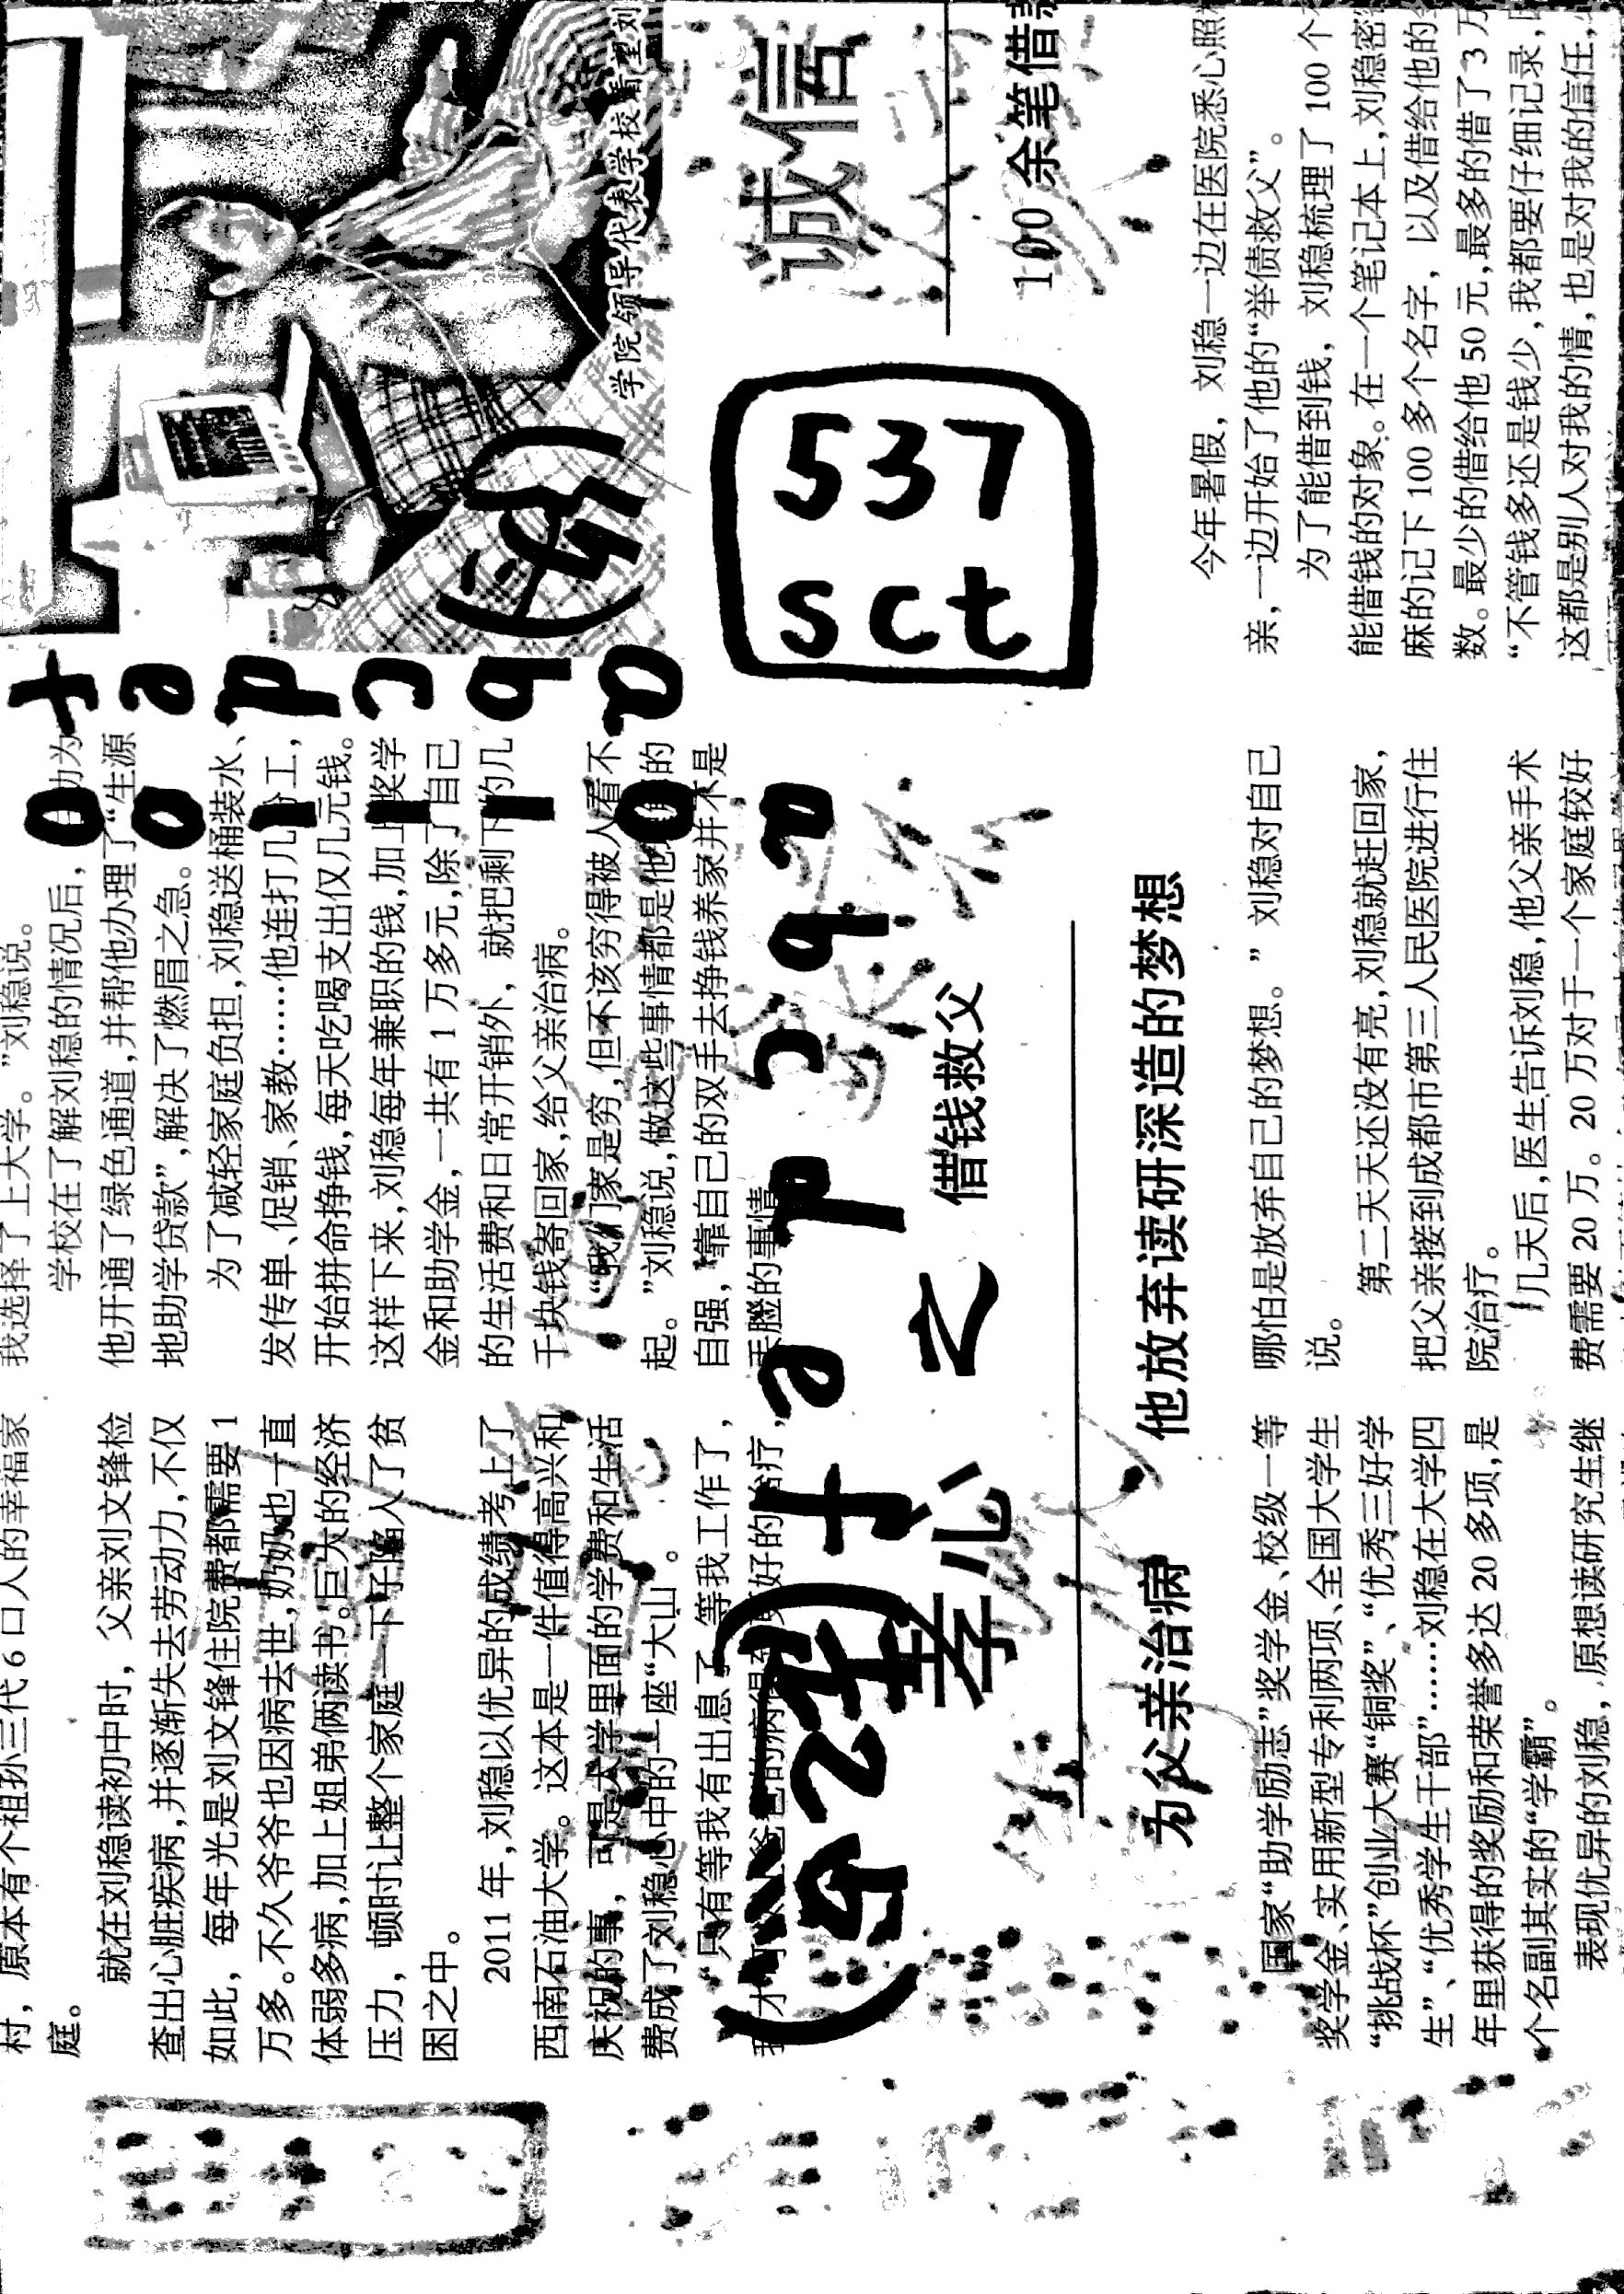 村，原本有个祖孙三代6口人的幸福家
庭。
就在刘稳读初中时，父亲刘文锋检
查出心脏疾病，并逐渐失去劳动力，不仅
如此，每年光是刘文锋住院费都需要1
万多。不久爷爷也因病去世，奶奶也一直
体弱多病，加上姐弟俩读书。巨大的经济
压力，顿时让整个家庭一下子陷入了贫
困之中。
2011年，刘稳以优异的成绩考上了
西南石油大学。这本是一件值得高兴和
庆祝的事，可是大学里面的学费和生活
费成了刘稳心中的一座“大山”。
“只有等我有出息了，等我工作了，
我选择了上大学。”刘稳说。
学校在了解刘稳的情况后，
他开通了绿色通道，并帮他办理了“生源
地助学贷款”，解决了燃眉之急。
为了减轻家庭负担，刘稳送桶装水、
发传单、促销、家教……他连打几份工，
开始拼命挣钱，每天吃喝支出仅几元钱。
这样下来，刘稳每年兼职的钱，加上奖学
金和助学金，一共有1万多元，除了自己
的生活费和日常开销外，就把剩下的几
千块钱寄回家，给父亲治病。
“我们家是穷，但不该穷得被人看不
起。”刘稳说，做这些事情都是他的
自强，“靠自己的双手去挣钱养家并不是
丢脸的事情
学院领导代表学校看望刘
a b c d e f
0 1 1 1 0 0
a b c d e f
537
sct
孝心之 借钱救父
为父亲治病 他放弃读研深造的梦想
国家“助学励志”奖学金、校级一等
奖学金、实用新型专利两项、全国大学生
“挑战杯”创业大赛“铜奖”、“优秀三好学
生”、“优秀学生干部”……刘稳在大学四
年里获得的奖励和荣誉多达20多项，是
个名副其实的“学霸”。
表现优异的刘稳，原想读研究生继
哪怕是放弃自己的梦想。”刘稳对自己
说。
第二天天还没有亮，刘稳就赶回家，
把父亲接到成都市第三人民医院进行住
院治疗。
几天后，医生告诉刘稳，他父亲手术
费需要20万。20万对于一个家庭较好
诚信
100余笔借
今年暑假，刘稳一边在医院悉心照
亲，一边开始了他的“举债救父”。
为了能借到钱，刘稳梳理了100个
能借钱的对象。在一个笔记本上，刘稳密
麻的记下100多个名字，以及借给他的
数。最少的借给他50元，最多的借了3万
“不管钱多还是钱少，我都要仔细记录，
这都是别人对我的情，也是对我的信任，